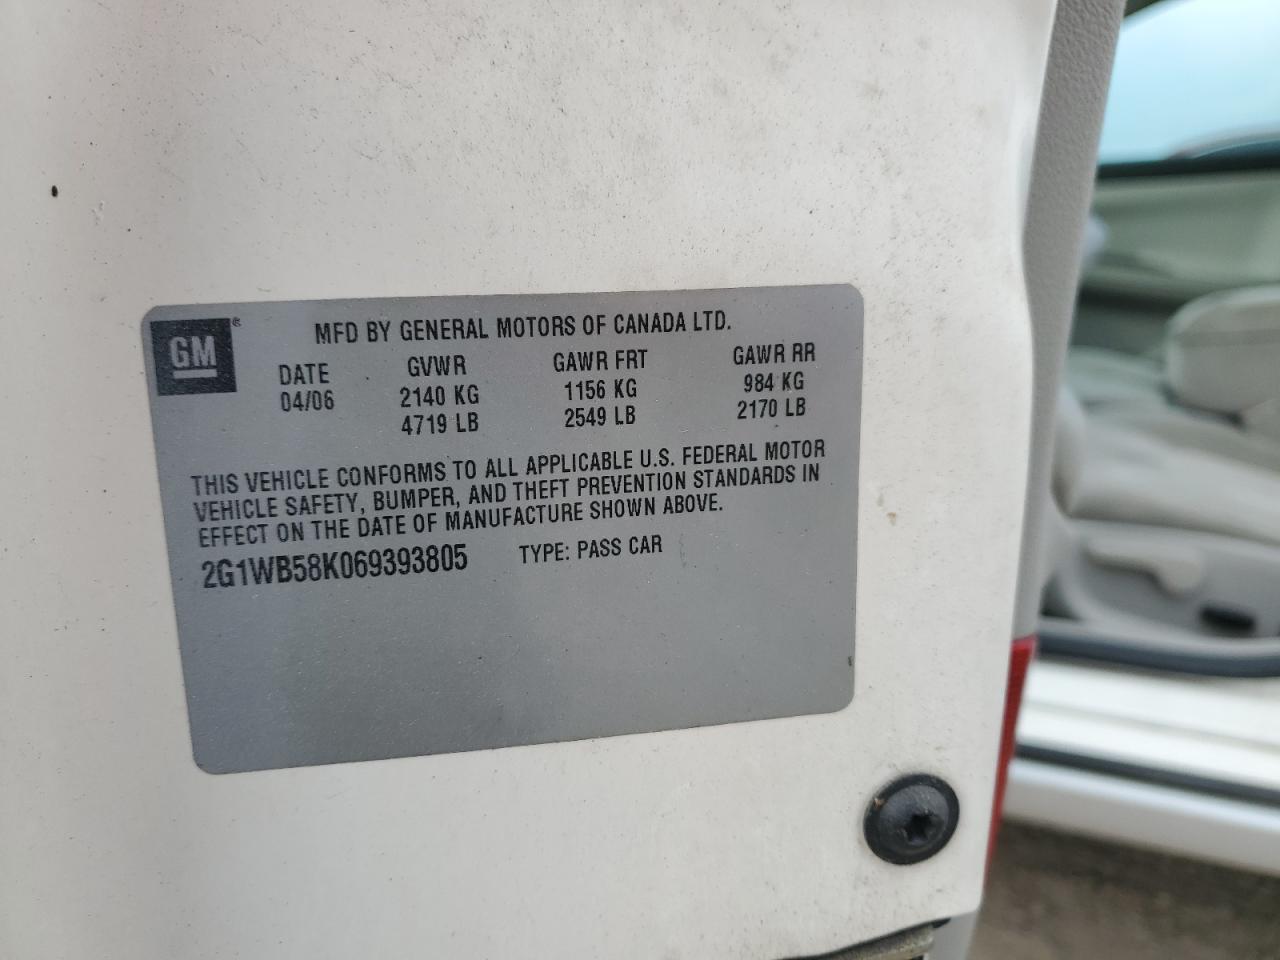 GM®
MFD BY GENERAL MOTORS OF CANADA LTD.
DATE GVWR GAWR FRT GAWR RR
04/06 2140 KG 1156 KG 984 KG
4719 LB 2549 LB 2170 LB
THIS VEHICLE CONFORMS TO ALL APPLICABLE U.S. FEDERAL MOTOR
VEHICLE SAFETY, BUMPER, AND THEFT PREVENTION STANDARDS IN
EFFECT ON THE DATE OF MANUFACTURE SHOWN ABOVE.
2G1WB58K069393805 TYPE: PASS CAR